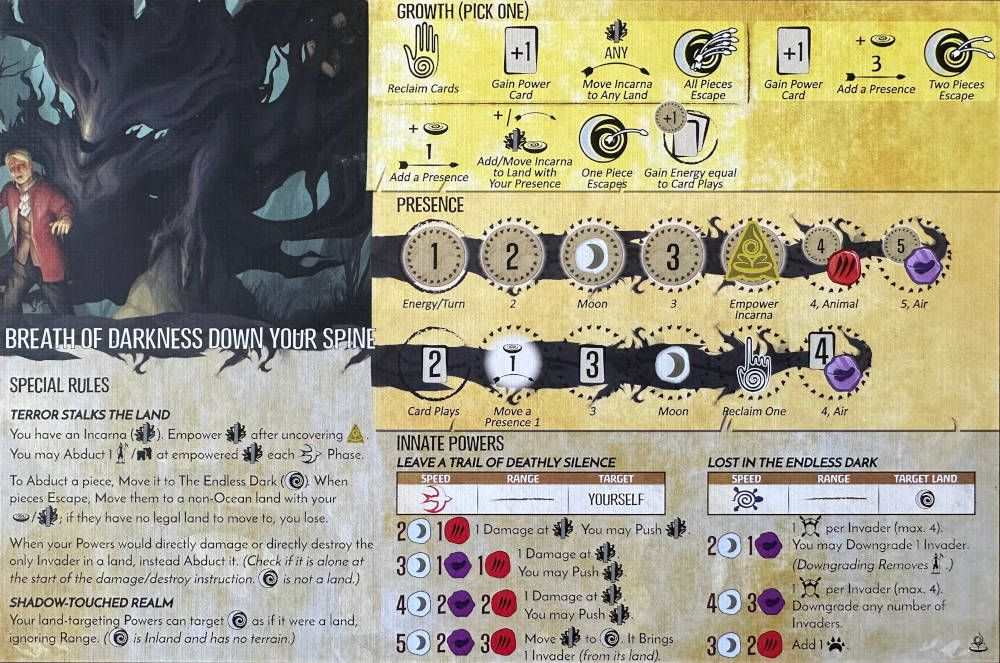 GROWTH (PICK ONE)
+1
ANY
+1
+
3
Reclaim Cards
Gain Power Card
Move Incarna to Any Land
All Pieces Escape
Gain Power Card
Add a Presence
Two Pieces Escape
+
1
+/
+1
Add a Presence
Add/Move Incarna to Land with Your Presence
One Piece Escapes
Gain Energy equal to Card Plays
PRESENCE
1
2
3
4
5
Energy/Turn
2
Moon
3
Empower Incarna
4, Animal
5, Air
2
1
3
4
Card Plays
Move a Presence 1
3
Moon
Reclaim One
4, Air
BREATH OF DARKNESS DOWN YOUR SPINE
SPECIAL RULES
TERROR STALKS THE LAND
You have an Incarna ( ). Empower after uncovering .
You may Abduct 1 / at empowered each Phase.
To Abduct a piece, Move it to The Endless Dark ( ). When
pieces Escape, Move them to a non-Ocean land with your
/ ; if they have no legal land to move to, you lose.
When your Powers would directly damage or directly destroy the
only Invader in a land, instead Abduct it. (Check if it is alone at
the start of the damage/destroy instruction. is not a land.)
SHADOW-TOUCHED REALM
Your land-targeting Powers can target as if it were a land,
ignoring Range. ( is Inland and has no terrain.)
INNATE POWERS
LEAVE A TRAIL OF DEATHLY SILENCE
SPEED RANGE TARGET
YOURSELF
2 1 1 Damage at . You may Push .
3 1 1 1 Damage at .
You may Push .
4 2 2 1 Damage at .
You may Push .
5 2 3 Move to . It Brings
1 Invader (from its land).
LOST IN THE ENDLESS DARK
SPEED RANGE TARGET LAND
2 1 1 per Invader (max. 4).
You may Downgrade 1 Invader.
(Downgrading Removes .)
4 3 1 per Invader (max. 4).
Downgrade any number of
Invaders.
3 2 Add 1 .